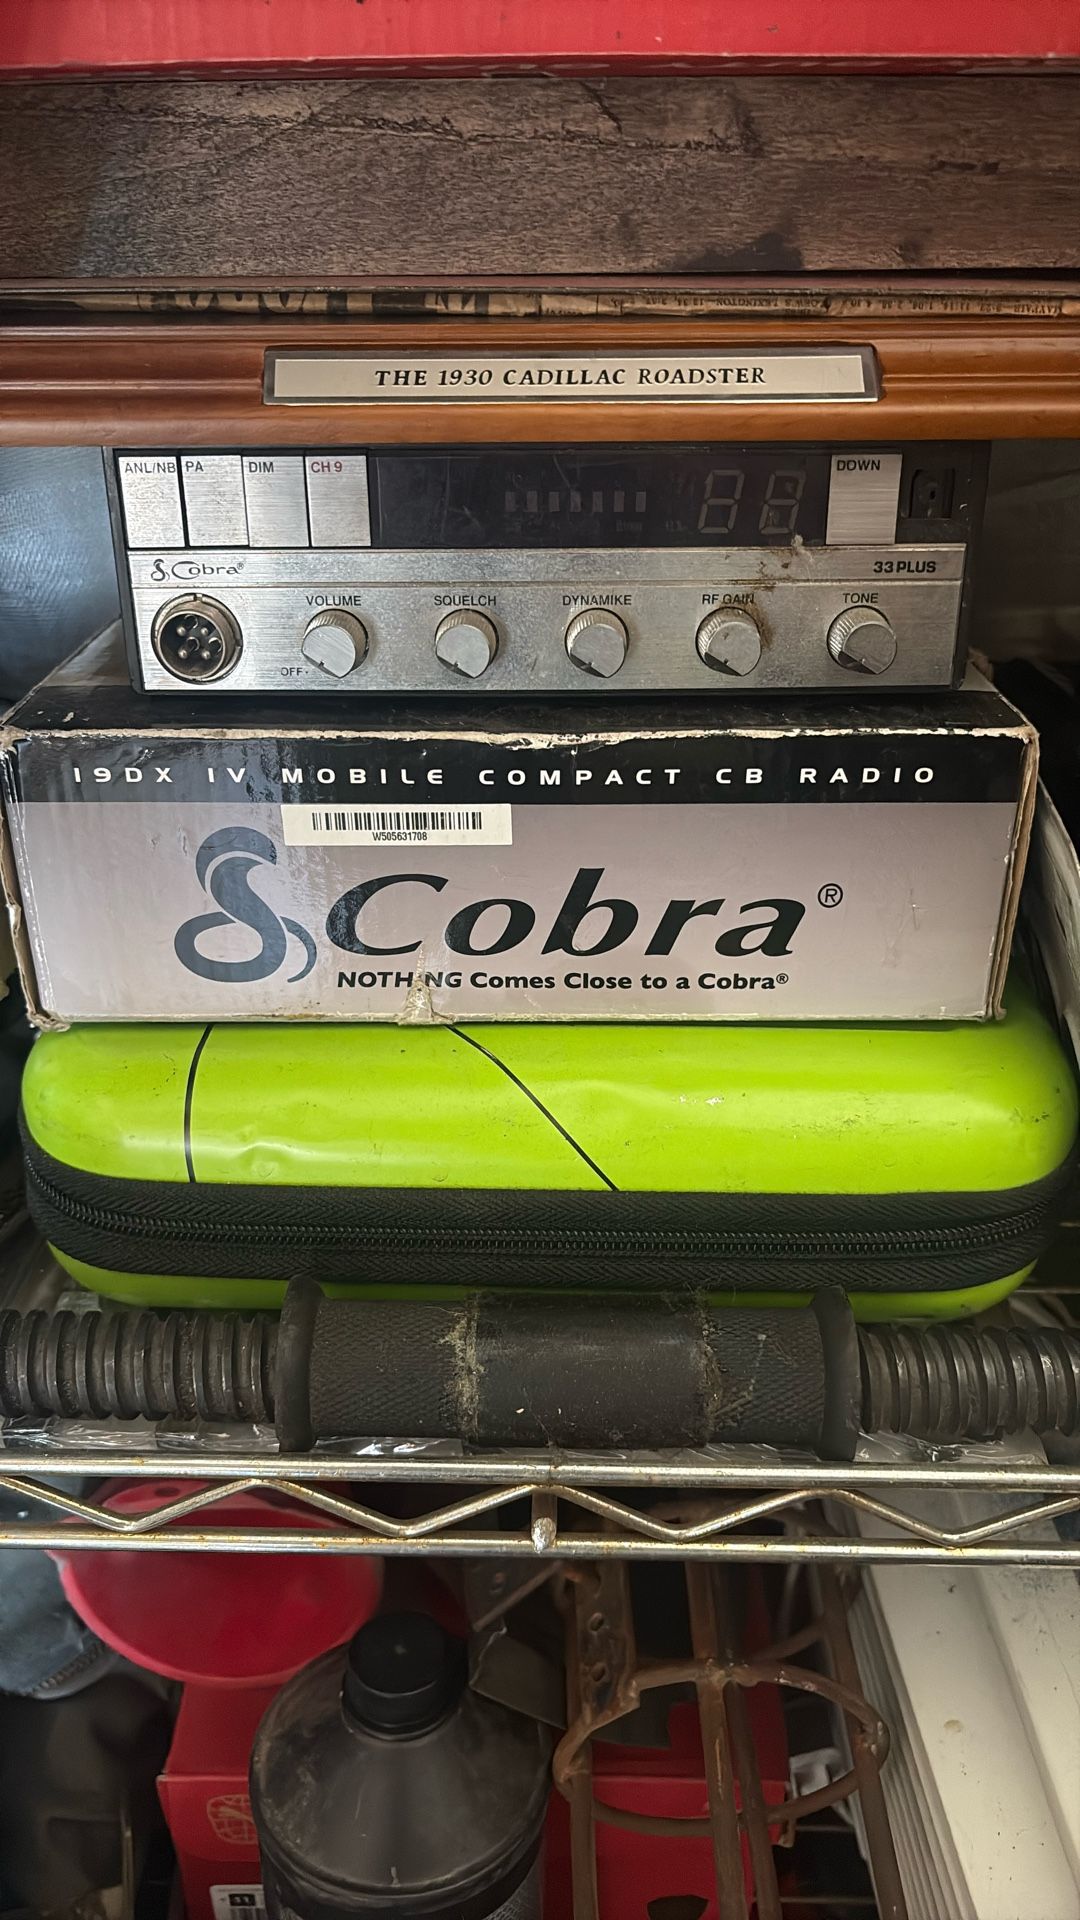 THE 1930 CADILLAC ROADSTER
ANL/NB PA DIM CH 9 DOWN
Cobra® 33 PLUS
VOLUME SQUELCH DYNAMIKE RF GAIN TONE
OFF
19DX IV MOBILE COMPACT CB RADIO
W505631708
Cobra®
NOTHING Comes Close to a Cobra®
31